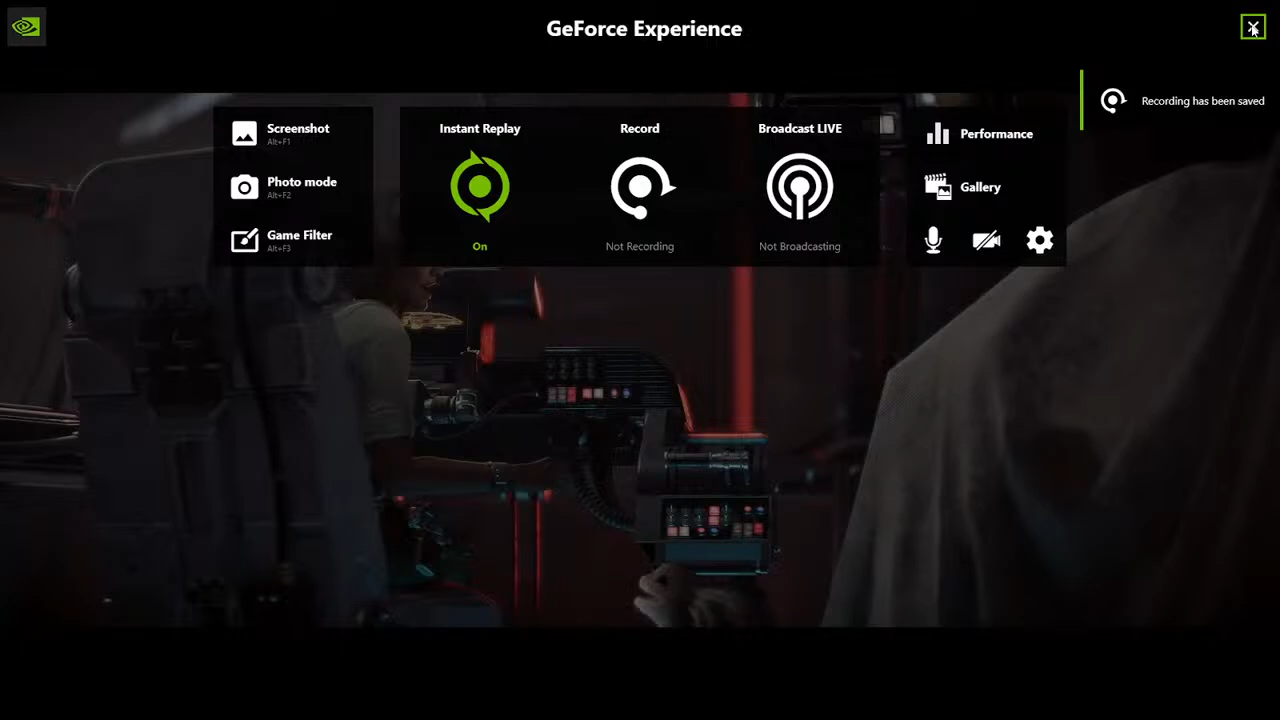 GeForce Experience
Recording has been saved
Screenshot
Alt+F1
Photo mode
Alt+F2
Game Filter
Alt+F3
Instant Replay
On
Record
Not Recording
Broadcast LIVE
Not Broadcasting
Performance
Gallery